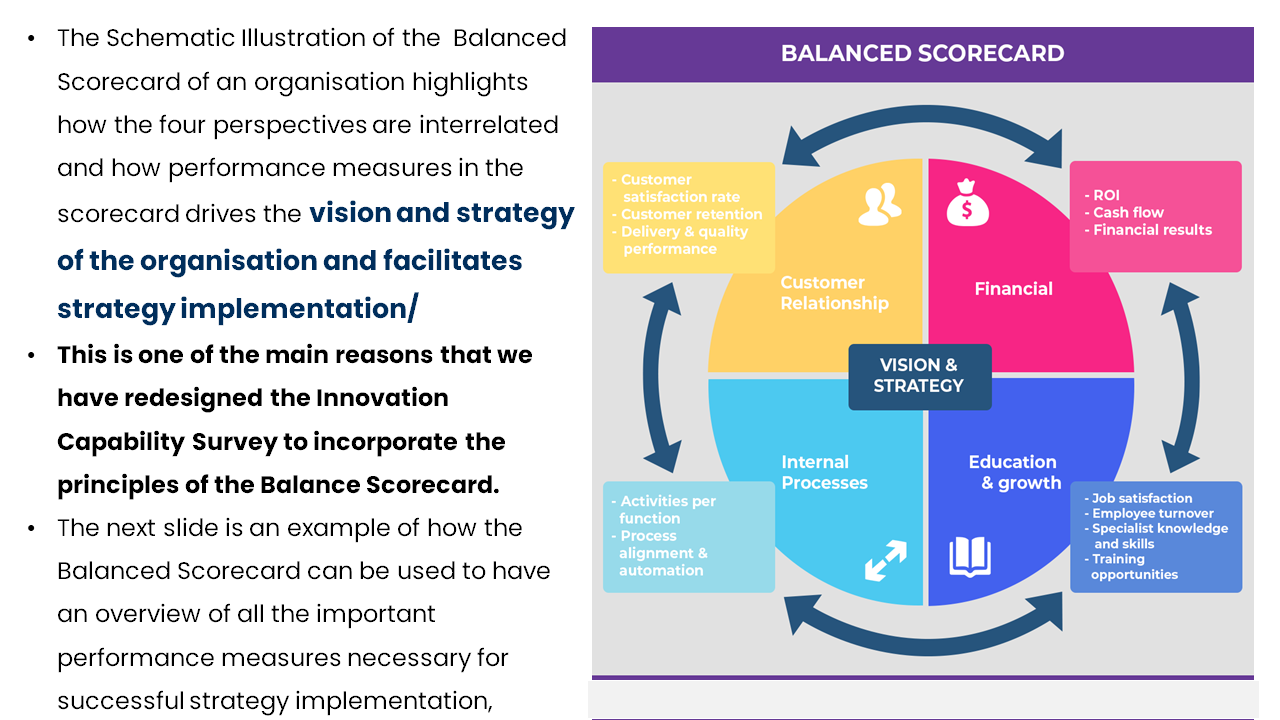 • The Schematic Illustration of the Balanced
Scorecard of an organisation highlights
how the four perspectives are interrelated
and how performance measures in the
scorecard drives the vision and strategy
of the organisation and facilitates
strategy implementation/
• This is one of the main reasons that we
have redesigned the Innovation
Capability Survey to incorporate the
principles of the Balance Scorecard.
• The next slide is an example of how the
Balanced Scorecard can be used to have
an overview of all the important
performance measures necessary for
successful strategy implementation,
BALANCED SCORECARD
- Customer
satisfaction rate
- Customer retention
- Delivery & quality
performance
Customer
Relationship
$
Financial
- ROI
- Cash flow
- Financial results
VISION &
STRATEGY
- Activities per
function
- Process
alignment &
automation
Internal
Processes
Education
& growth
- Job satisfaction
- Employee turnover
- Specialist knowledge
and skills
- Training
opportunities